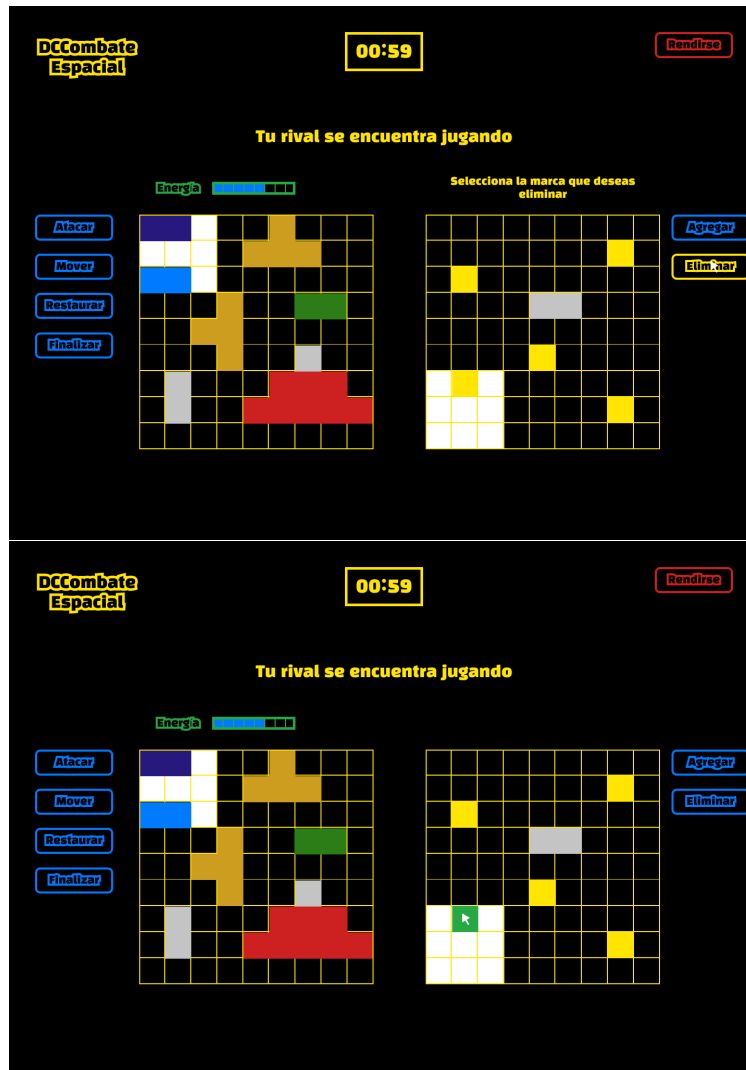 DCCombate
Espacial
00:59
Rendirse
Tu rival se encuentra jugando
Energía
Selecciona la marca que deseas
eliminar
Atacar
Mover
Restaurar
Finalizar
Agregar
Eliminar
DCCombate
Espacial
00:59
Rendirse
Tu rival se encuentra jugando
Energía
Atacar
Mover
Restaurar
Finalizar
Agregar
Eliminar